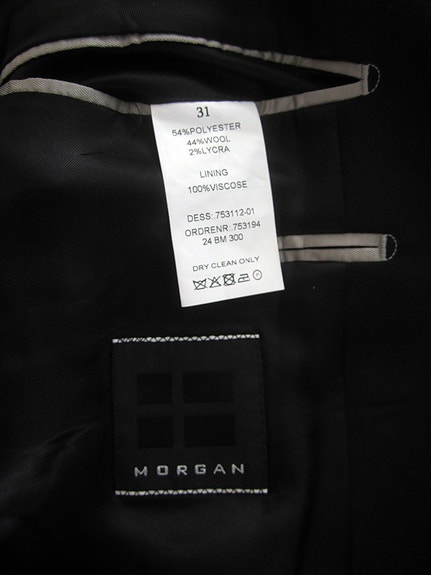 31
54%POLYESTER
44%WOOL
2%LYCRA
LINING
100%VISCOSE
DESS:.753112-01
ORDRENR:.753194
24 BM 300
DRY CLEAN ONLY
MORGAN